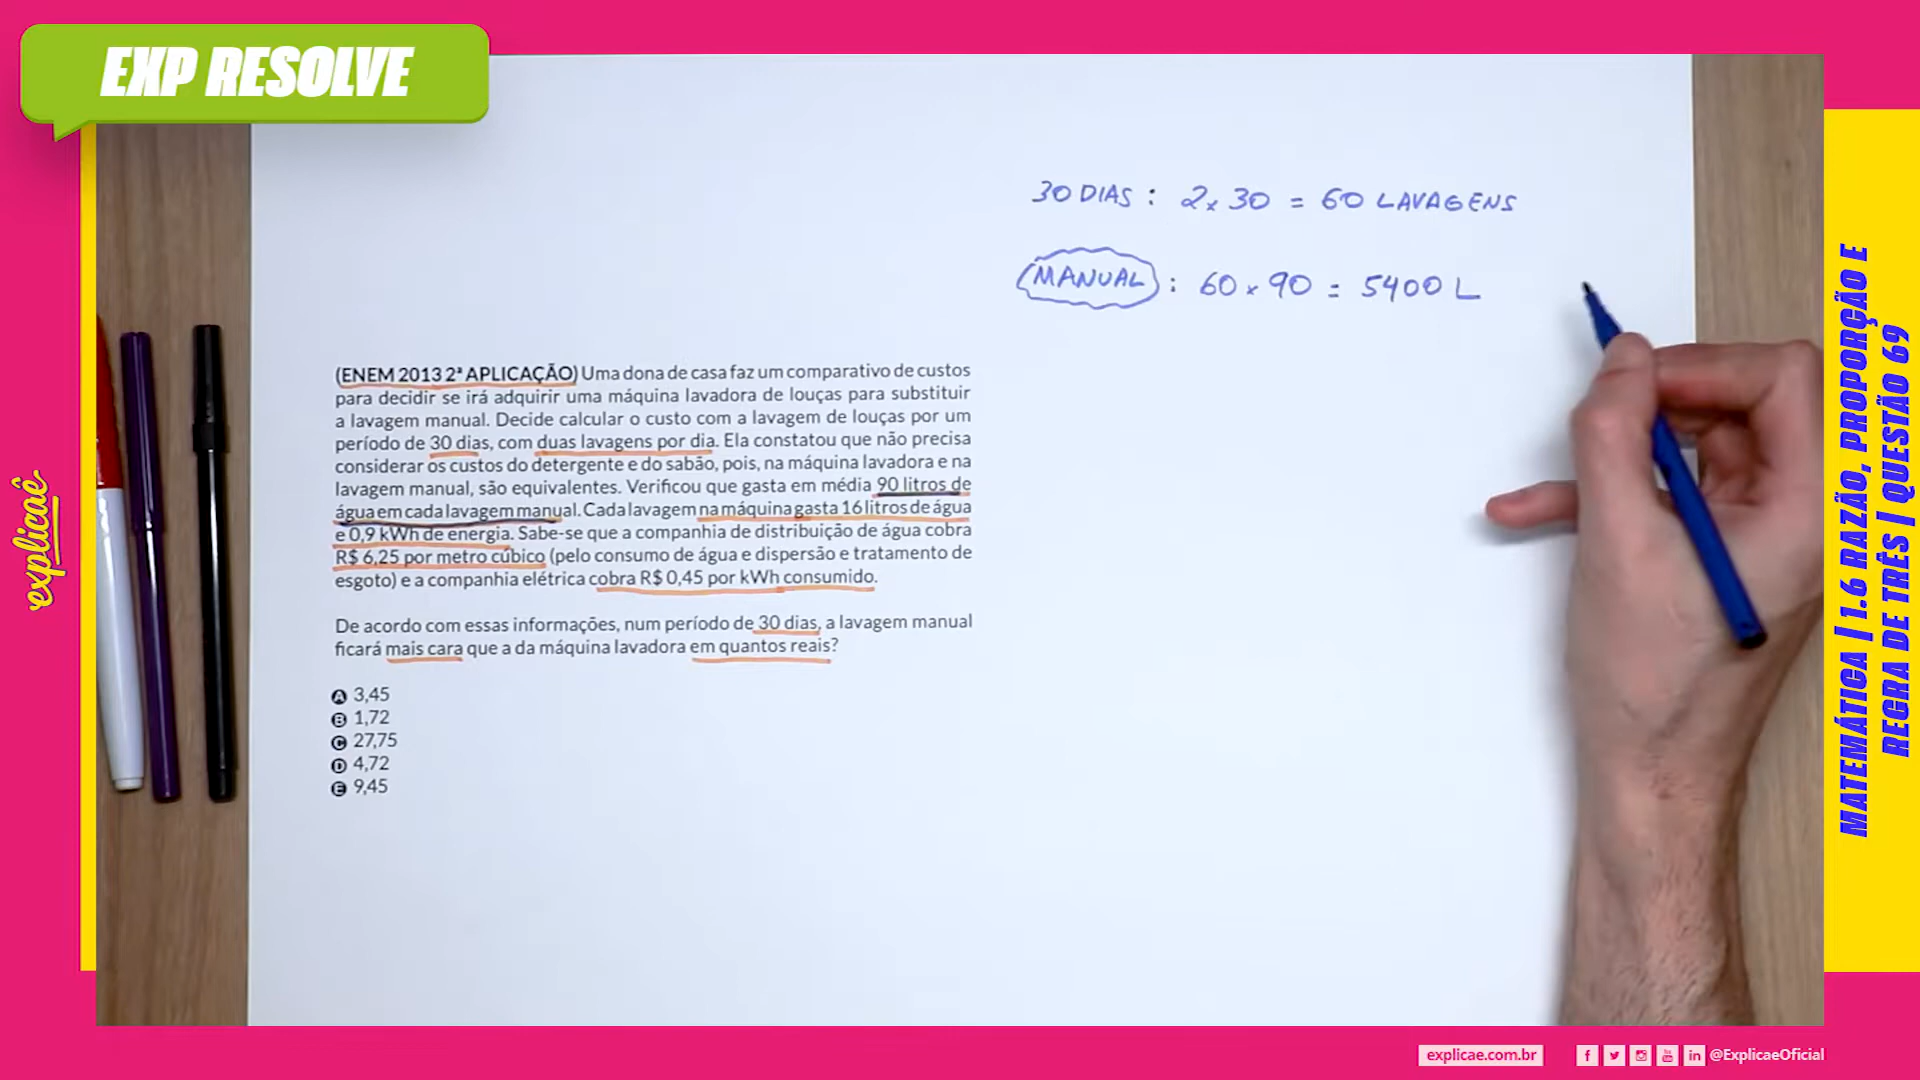 EXP RESOLVE
30 DIAS : 2 x 30 = 60 LAVAGENS
MANUAL : 60 x 90 = 5400 L
(ENEM 2013 2ª APLICAÇÃO) Uma dona de casa faz um comparativo de custos
para decidir se irá adquirir uma máquina lavadora de louças para substituir
a lavagem manual. Decide calcular o custo com a lavagem de louças por um
período de 30 dias, com duas lavagens por dia. Ela constatou que não precisa
considerar os custos do detergente e do sabão, pois, na máquina lavadora e na
lavagem manual, são equivalentes. Verificou que gasta em média 90 litros de
água em cada lavagem manual. Cada lavagem na máquina gasta 16 litros de água
e 0,9 kWh de energia. Sabe-se que a companhia de distribuição de água cobra
R$ 6,25 por metro cúbico (pelo consumo de água e dispersão e tratamento de
esgoto) e a companhia elétrica cobra R$ 0,45 por kWh consumido.
De acordo com essas informações, num período de 30 dias, a lavagem manual
ficará mais cara que a da máquina lavadora em quantos reais?
A 3,45
B 1,72
C 27,75
D 4,72
E 9,45
explicaê
MATEMÁTICA | 1.6 RAZÃO, PROPORÇÃO E
REGRA DE TRÊS | QUESTÃO 69
explicae.com.br
@ExplicaeOficial